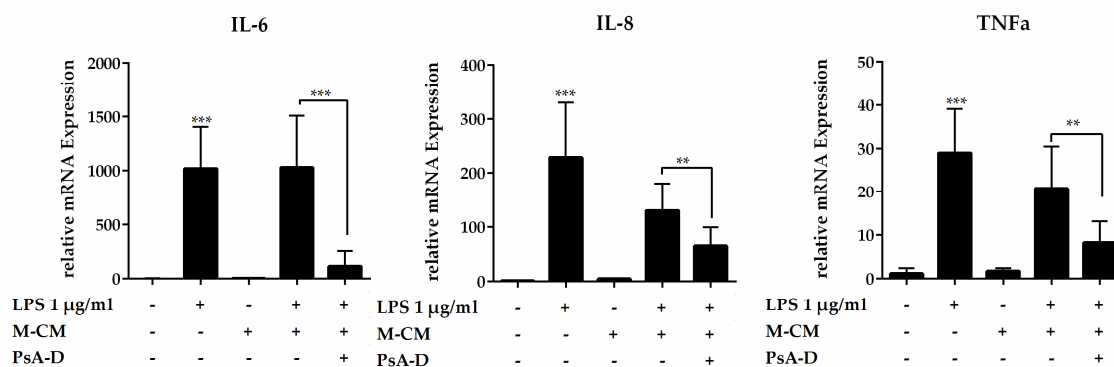 IL-6
IL-8
TNFa
relative mRNA Expression
2000
1500
1000
500
0
***
***
LPS 1 µg/ml - + - + +
M-CM - - + + +
PsA-D - - - - +
relative mRNA Expression
400
300
200
100
0
***
**
LPS 1 µg/ml - + - + +
M-CM - - + + +
PsA-D - - - - +
relative mRNA Expression
50
40
30
20
10
0
***
**
LPS 1 µg/ml - + - + +
M-CM - - + + +
PsA-D - - - - +